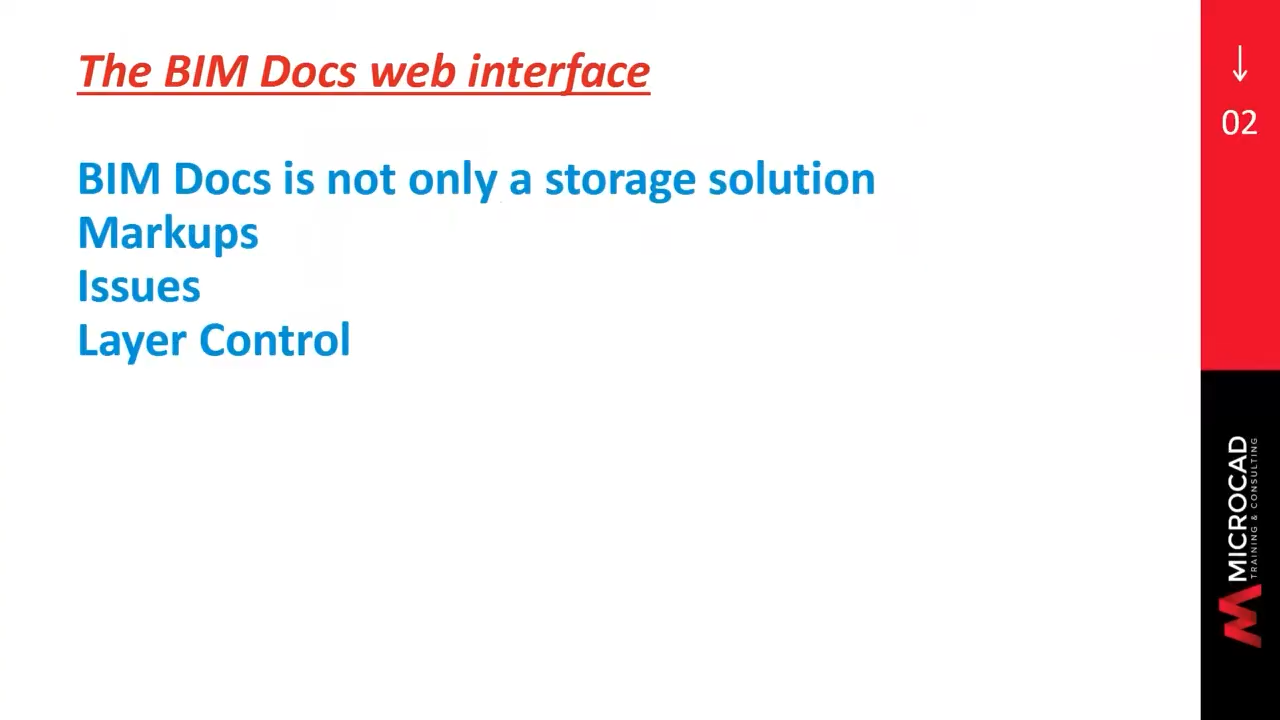 The BIM Docs web interface
BIM Docs is not only a storage solution
Markups
Issues
Layer Control
↓
02
MICROCAD
TRAINING & CONSULTING